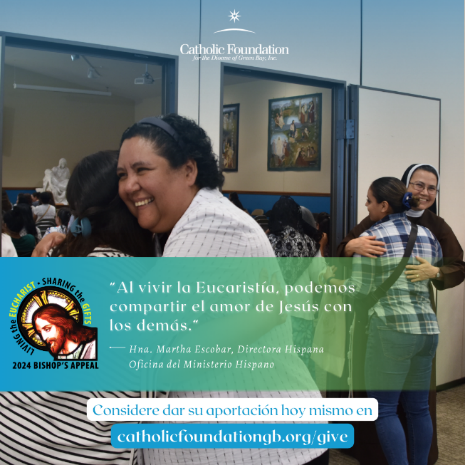 Catholic Foundation
for the Diocese of Green Bay, Inc.
“Al vivir la Eucaristía, podemos
compartir el amor de Jesús con
los demás.”
— Hna. Martha Escobar, Directora Hispana
Oficina del Ministerio Hispano
LIVING the EUCHARIST • SHARING the GIFTS
2024 BISHOP'S APPEAL
Considere dar su aportación hoy mismo en
catholicfoundationgb.org/give